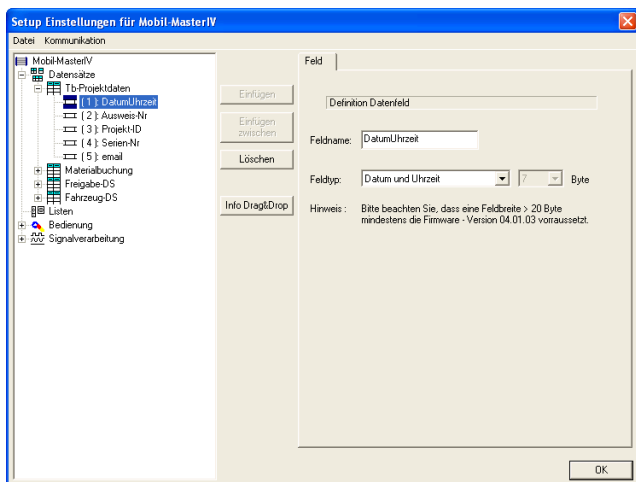 Setup Einstellungen für Mobil-MasterIV
Datei Kommunikation
Mobil-MasterIV
Datensätze
Tb-Projektdaten
( 1 ): DatumUhrzeit
( 2 ): Ausweis-Nr
( 3 ): Projekt-ID
( 4 ): Serien-Nr
( 5 ): email
Materialbuchung
Freigabe-DS
Fahrzeug-DS
Listen
Bedienung
Signalverarbeitung
Einfügen
Einfügen
zwischen
Löschen
Info Drag&Drop
Feld
Definition Datenfeld
Feldname: DatumUhrzeit
Feldtyp: Datum und Uhrzeit 7 Byte
Hinweis : Bitte beachten Sie, dass eine Feldbreite > 20 Byte
mindestens die Firmware - Version 04.01.03 vorraussetzt.
OK